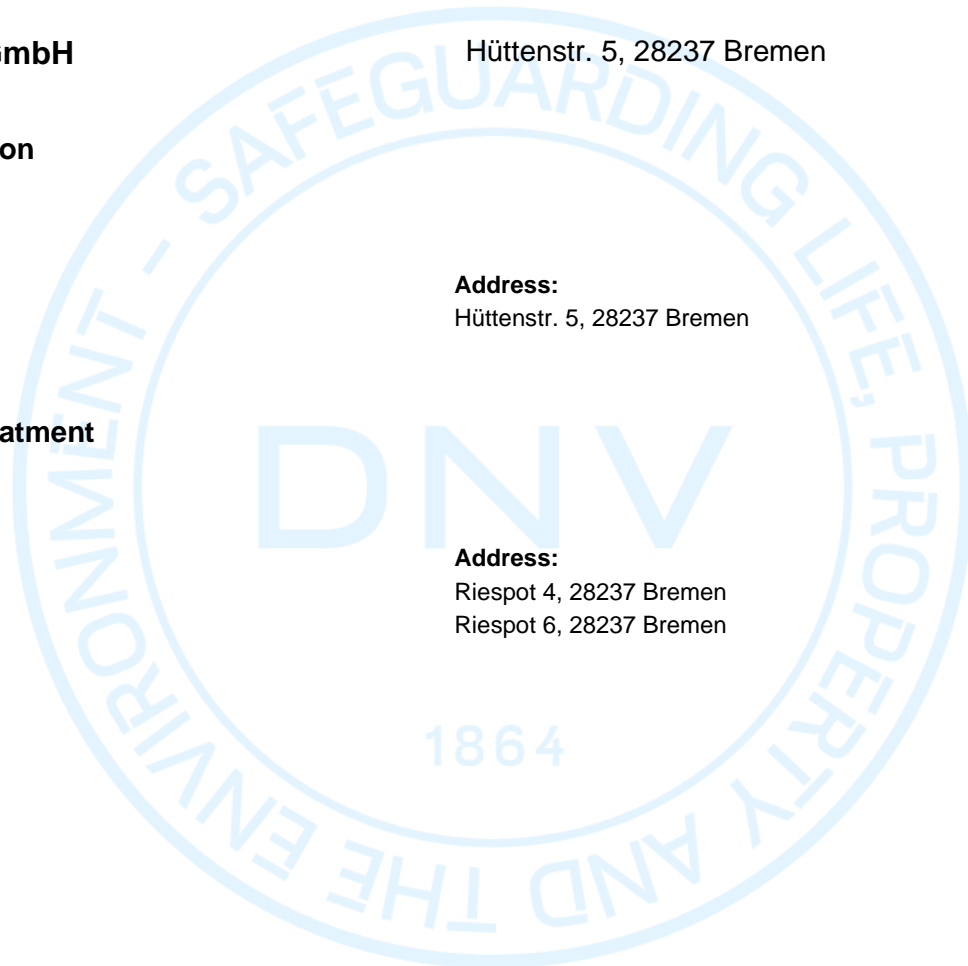 GmbH Hüttenstr. 5, 28237 Bremen
on
Address:
Hüttenstr. 5, 28237 Bremen
atment
Address:
Riespot 4, 28237 Bremen
Riespot 6, 28237 Bremen
SAFEGUARDING LIFE, PROPERTY AND THE ENVIRONMENT -
DNV
1864